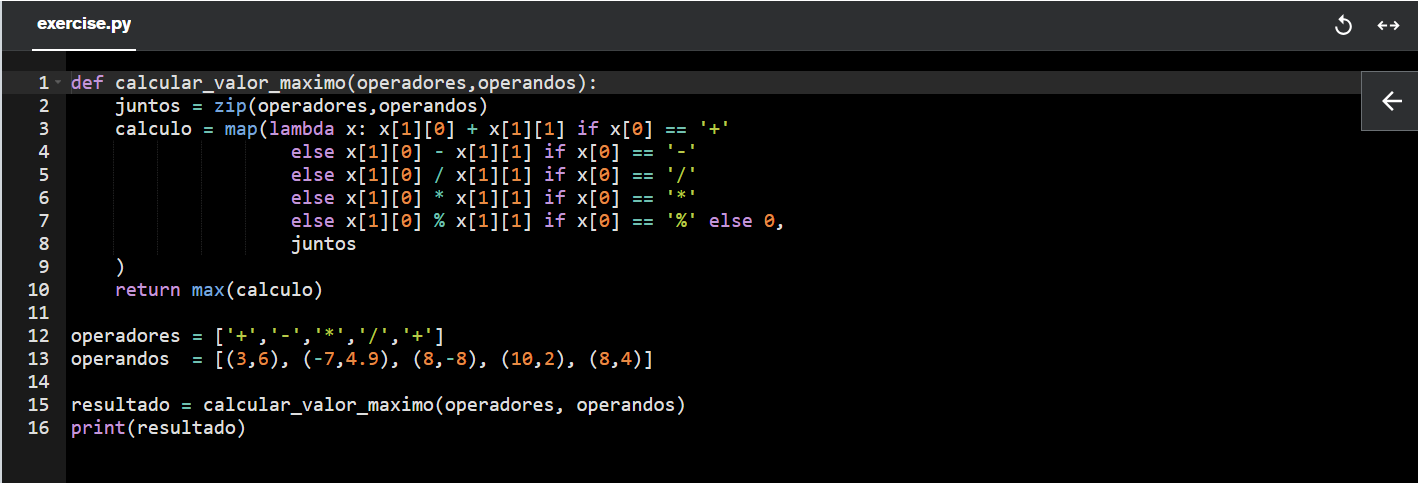 exercise.py
1 def calcular_valor_maximo(operadores,operandos):
2     juntos = zip(operadores,operandos)
3     calculo = map(lambda x: x[1][0] + x[1][1] if x[0] == '+'
4                     else x[1][0] - x[1][1] if x[0] == '-'
5                     else x[1][0] / x[1][1] if x[0] == '/'
6                     else x[1][0] * x[1][1] if x[0] == '*'
7                     else x[1][0] % x[1][1] if x[0] == '%' else 0,
8                     juntos
9     )
10     return max(calculo)
11
12 operadores = ['+','-','*','/','+']
13 operandos  = [(3,6), (-7,4.9), (8,-8), (10,2), (8,4)]
14
15 resultado = calcular_valor_maximo(operadores, operandos)
16 print(resultado)